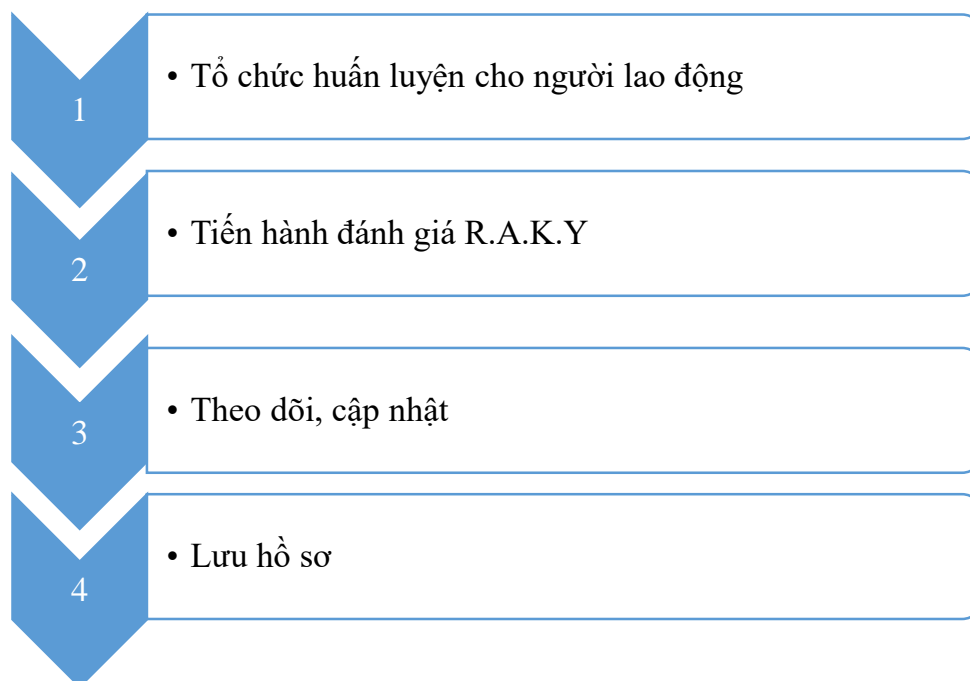 1
• Tổ chức huấn luyện cho người lao động
2
• Tiến hành đánh giá R.A.K.Y
3
• Theo dõi, cập nhật
4
• Lưu hồ sơ